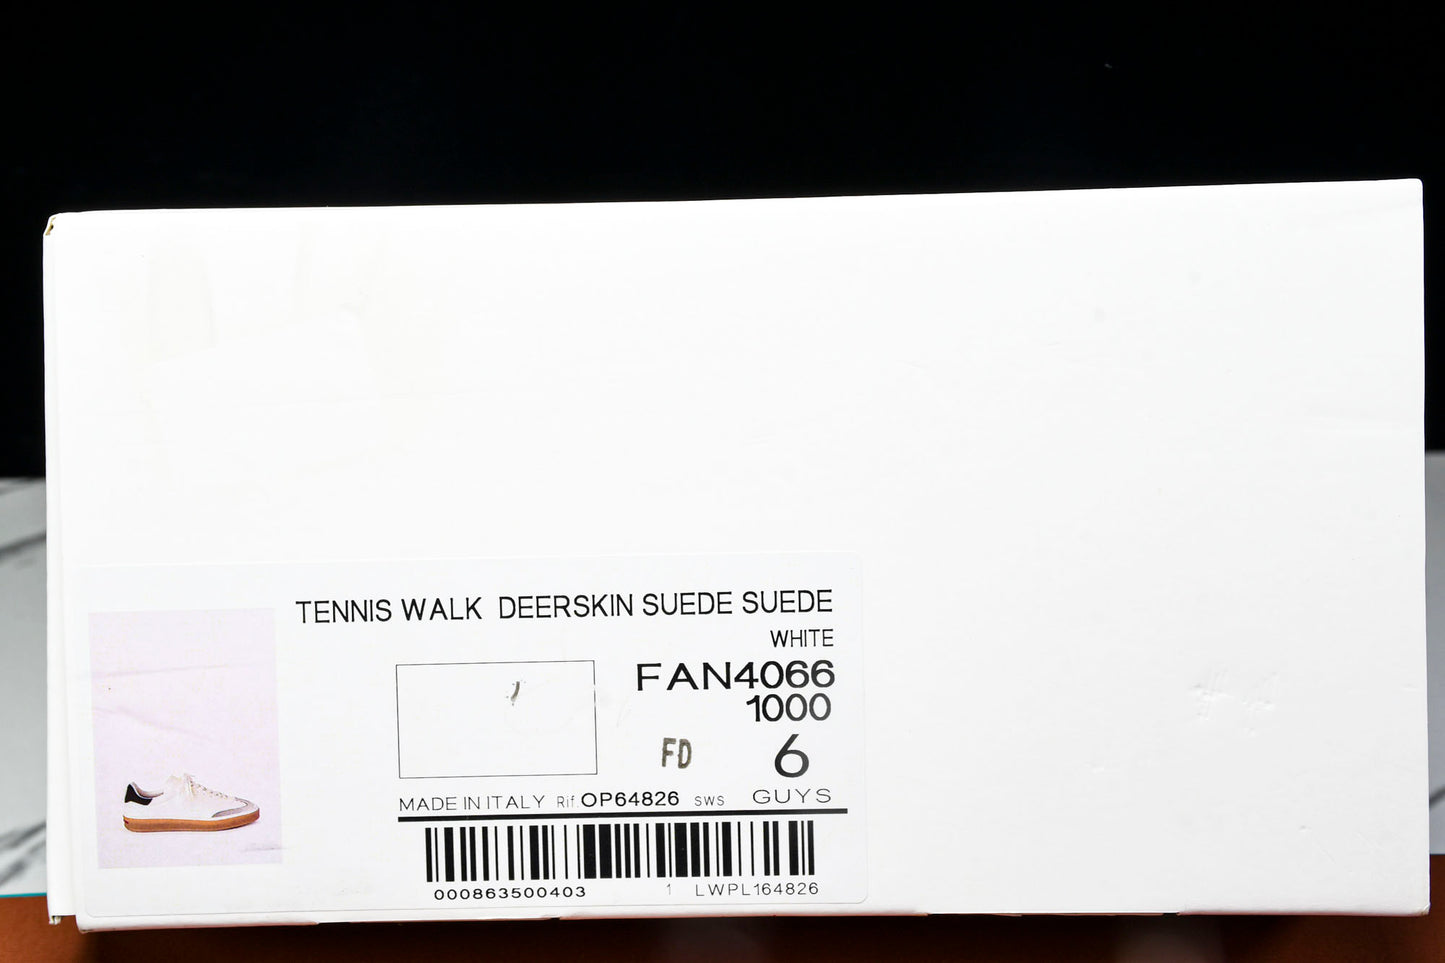 TENNIS WALK DEERSKIN SUEDE SUEDE
WHITE
FAN4066
1000
FD 6
MADE IN ITALY Rif. OP64826 SWS GUYS
000863500403 1 LWPL164826